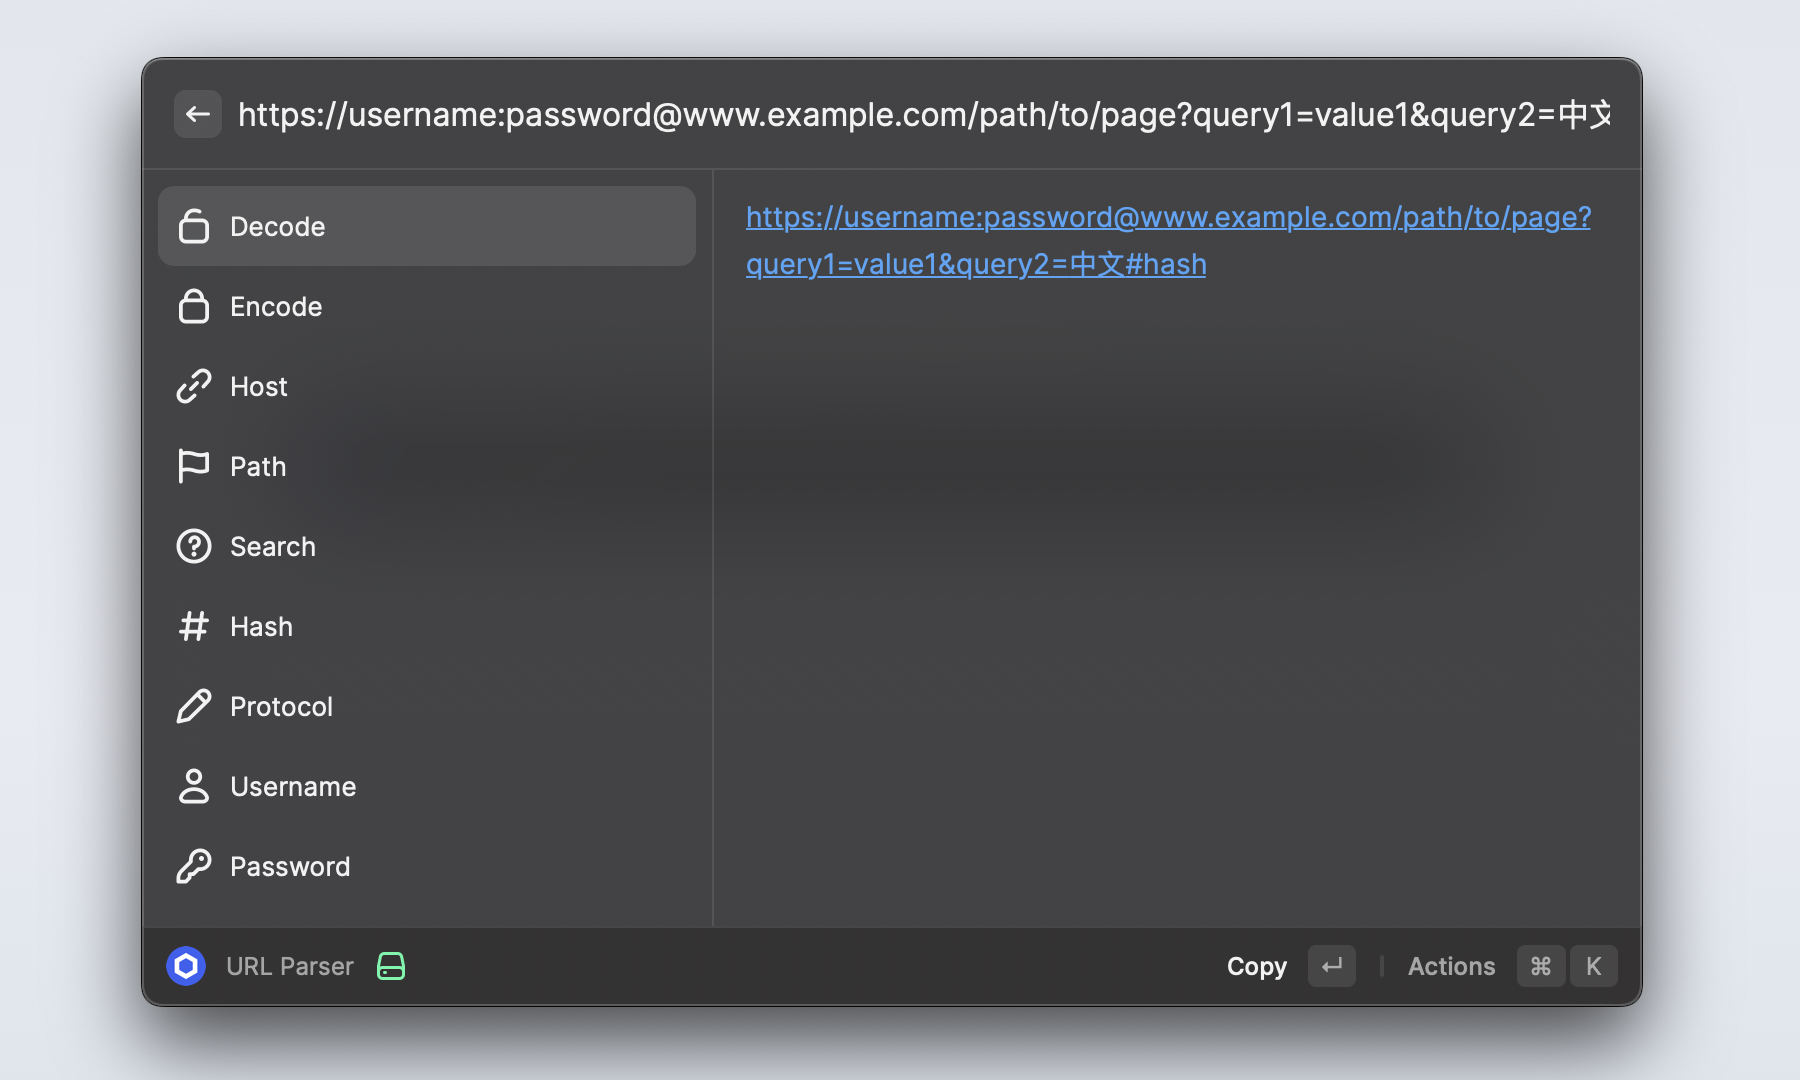 https://username:password@www.example.com/path/to/page?query1=value1&query2=中文
Decode
https://username:password@www.example.com/path/to/page?
query1=value1&query2=中文#hash
Encode
Host
Path
Search
Hash
Protocol
Username
Password
URL Parser
Copy ↵ | Actions ⌘ K